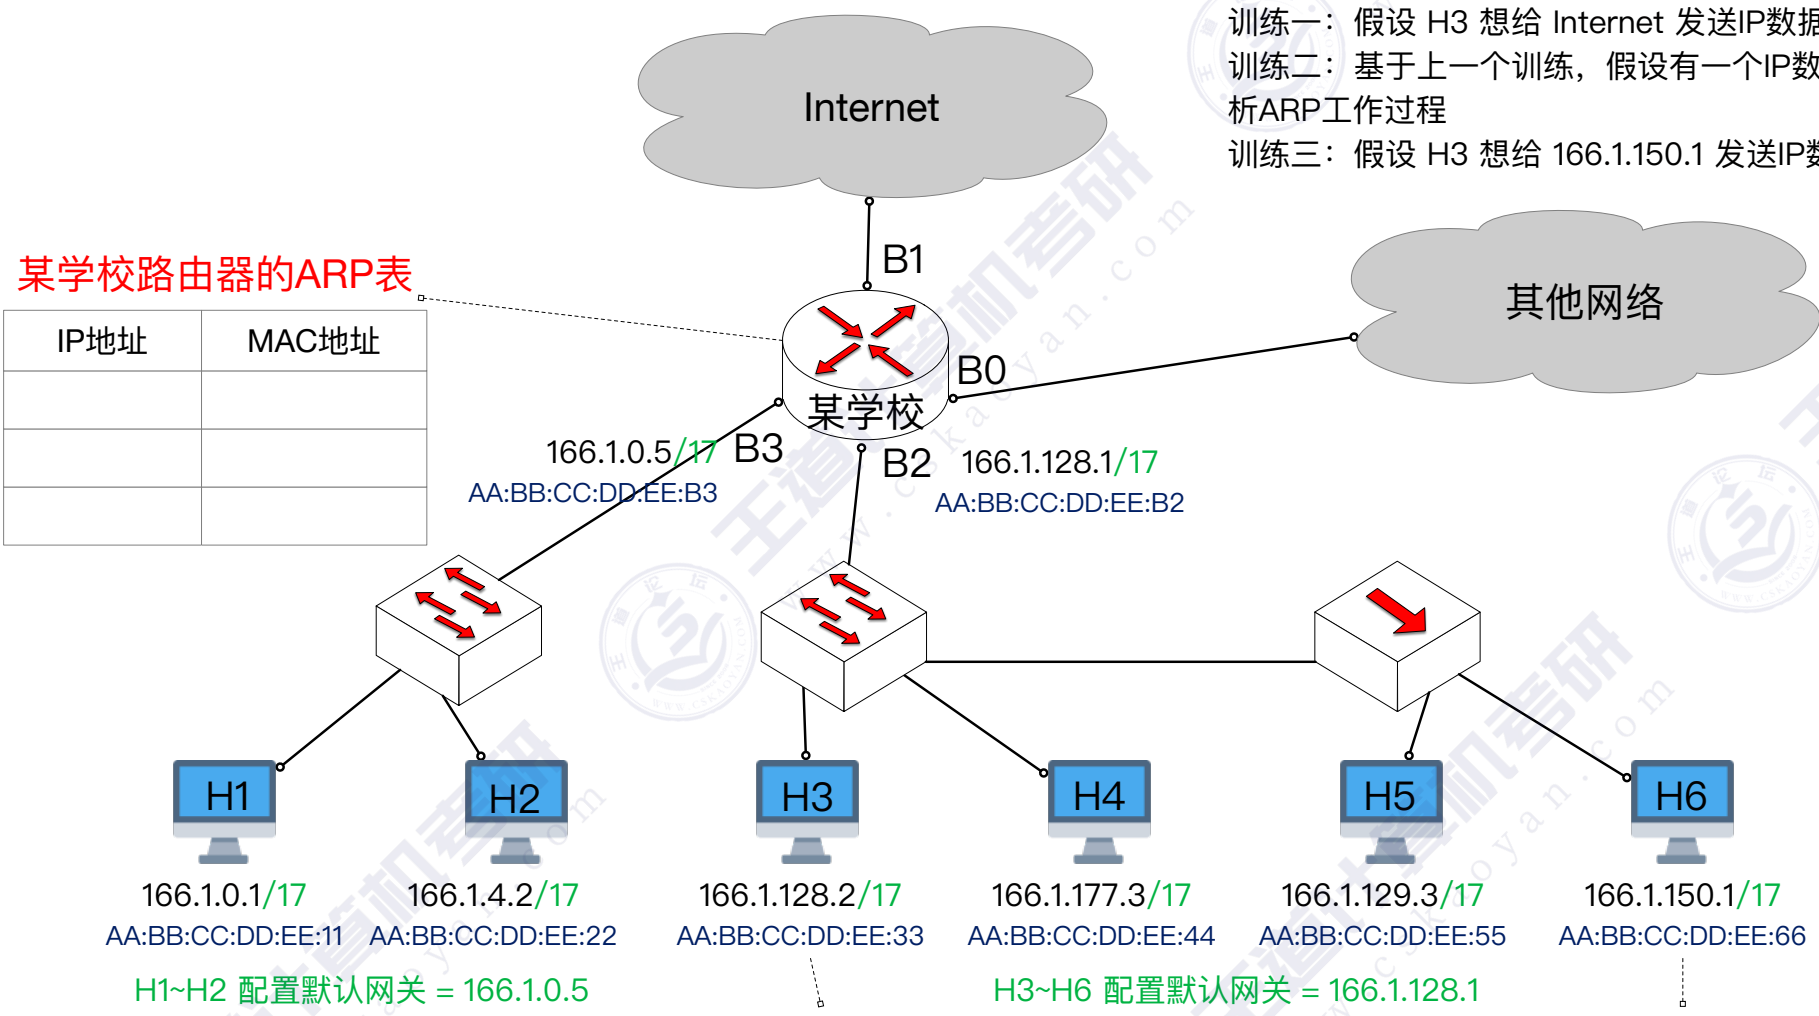 训练一：假设 H3 想给 Internet 发送IP数据
训练二：基于上一个训练，假设有一个IP数
析ARP工作过程
训练三：假设 H3 想给 166.1.150.1 发送IP数
Internet
B1
某学校路由器的ARP表
IP地址 MAC地址
其他网络
B0
某学校
166.1.0.5/17 B3
AA:BB:CC:DD:EE:B3
B2 166.1.128.1/17
AA:BB:CC:DD:EE:B2
H1 H2 H3 H4 H5 H6
166.1.0.1/17 166.1.4.2/17 166.1.128.2/17 166.1.177.3/17 166.1.129.3/17 166.1.150.1/17
AA:BB:CC:DD:EE:11 AA:BB:CC:DD:EE:22 AA:BB:CC:DD:EE:33 AA:BB:CC:DD:EE:44 AA:BB:CC:DD:EE:55 AA:BB:CC:DD:EE:66
H1~H2 配置默认网关 = 166.1.0.5 H3~H6 配置默认网关 = 166.1.128.1
王道计算机考研
www.cskaoyan.com